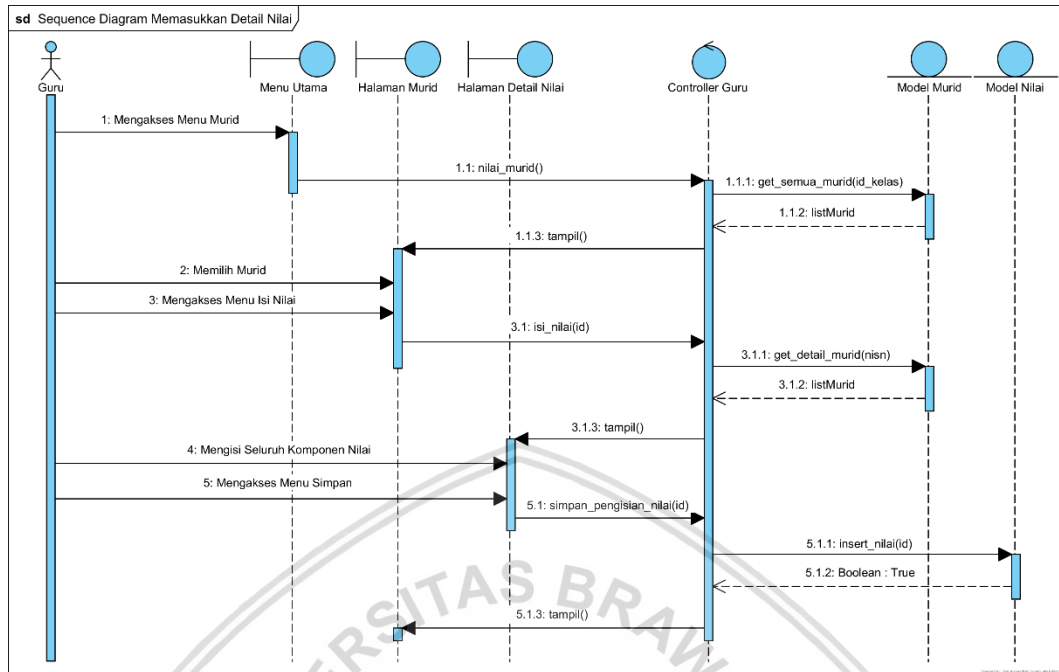 sd Sequence Diagram Memasukkan Detail Nilai
Guru
Menu Utama
Halaman Murid
Halaman Detail Nilai
Controller Guru
Model Murid
Model Nilai
1: Mengakses Menu Murid
1.1: nilai_murid()
1.1.1: get_semua_murid(id_kelas)
1.1.2: listMurid
1.1.3: tampil()
2: Memilih Murid
3: Mengakses Menu Isi Nilai
3.1: isi_nilai(id)
3.1.1: get_detail_murid(nisn)
3.1.2: listMurid
3.1.3: tampil()
4: Mengisi Seluruh Komponen Nilai
5: Mengakses Menu Simpan
5.1: simpan_pengisian_nilai(id)
5.1.1: insert_nilai(id)
5.1.2: Boolean : True
5.1.3: tampil()
ERSITAS BRAW